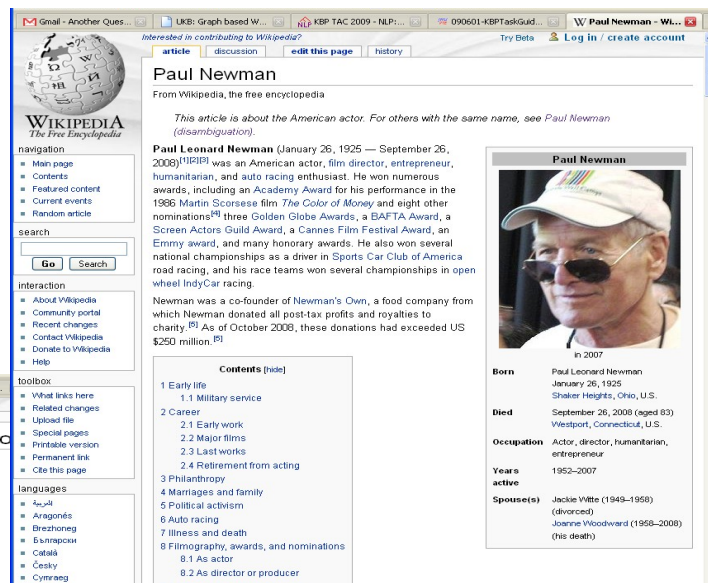 Gmail - Another Ques...
UKB: Graph based W...
KBP TAC 2009 - NLP:...
090601-KBPTaskGuid...
Paul Newman - Wi...
Interested in contributing to Wikipedia?
Try Beta
Log in / create account
article
discussion
edit this page
history
WIKIPEDIA
The Free Encyclopedia
navigation
Main page
Contents
Featured content
Current events
Random article
search
Go
Search
interaction
About Wikipedia
Community portal
Recent changes
Contact Wikipedia
Donate to Wikipedia
Help
toolbox
What links here
Related changes
Upload file
Special pages
Printable version
Permanent link
Cite this page
languages
العربية
Aragonés
Brezhoneg
Български
Català
Česky
Cymraeg
Paul Newman
From Wikipedia, the free encyclopedia
This article is about the American actor. For others with the same name, see Paul Newman
(disambiguation).
Paul Leonard Newman (January 26, 1925 — September 26,
2008)[1][2][3] was an American actor, film director, entrepreneur,
humanitarian, and auto racing enthusiast. He won numerous
awards, including an Academy Award for his performance in the
1986 Martin Scorsese film The Color of Money and eight other
nominations[4] three Golden Globe Awards, a BAFTA Award, a
Screen Actors Guild Award, a Cannes Film Festival Award, an
Emmy award, and many honorary awards. He also won several
national championships as a driver in Sports Car Club of America
road racing, and his race teams won several championships in open
wheel IndyCar racing.
Newman was a co-founder of Newman's Own, a food company from
which Newman donated all post-tax profits and royalties to
charity.[5] As of October 2008, these donations had exceeded US
$250 million.[5]
Contents [hide]
1 Early life
1.1 Military service
2 Career
2.1 Early work
2.2 Major films
2.3 Last works
2.4 Retirement from acting
3 Philanthropy
4 Marriages and family
5 Political activism
6 Auto racing
7 Illness and death
8 Filmography, awards, and nominations
8.1 As actor
8.2 As director or producer
Paul Newman
in 2007
Born Paul Leonard Newman
January 26, 1925
Shaker Heights, Ohio, U.S.
Died September 26, 2008 (aged 83)
Westport, Connecticut, U.S.
Occupation Actor, director, humanitarian,
entrepreneur
Years 1952–2007
active
Spouse(s) Jackie Witte (1949–1958)
(divorced)
Joanne Woodward (1958–2008)
(his death)